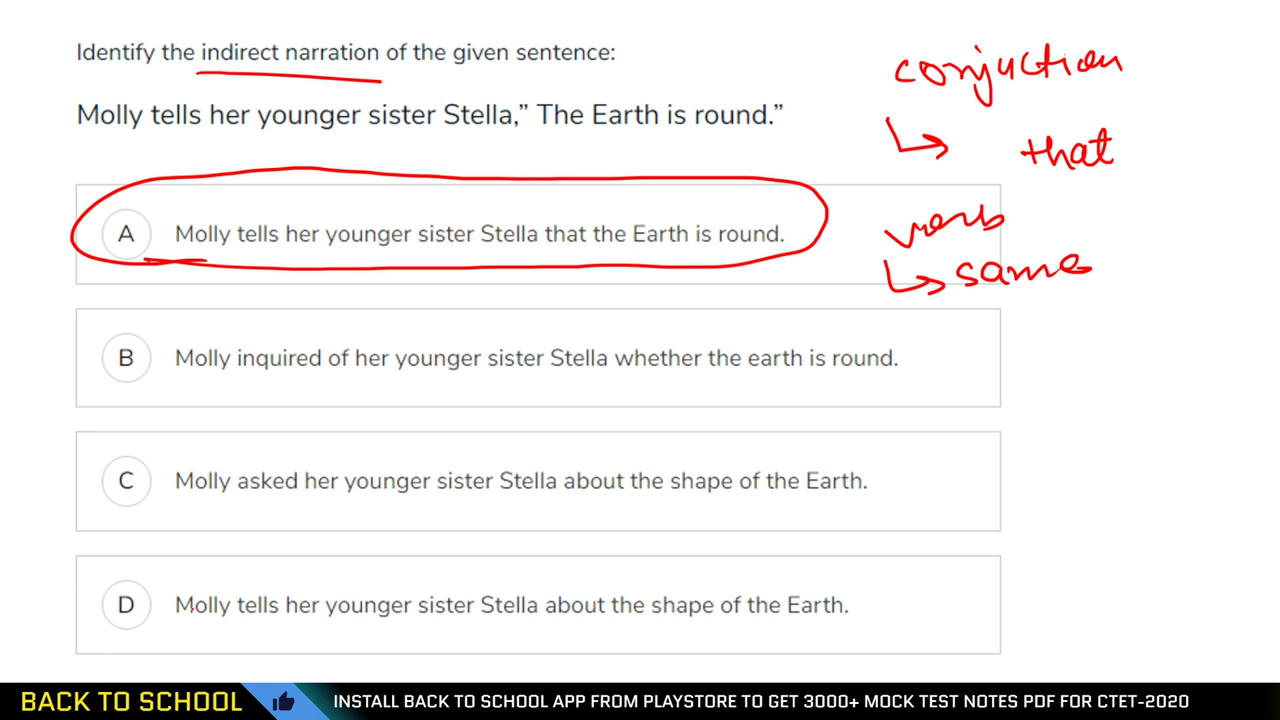 Identify the indirect narration of the given sentence:
Molly tells her younger sister Stella,” The Earth is round.”
A Molly tells her younger sister Stella that the Earth is round.
B Molly inquired of her younger sister Stella whether the earth is round.
C Molly asked her younger sister Stella about the shape of the Earth.
D Molly tells her younger sister Stella about the shape of the Earth.
conjuction
that
verb
same
BACK TO SCHOOL INSTALL BACK TO SCHOOL APP FROM PLAYSTORE TO GET 3000+ MOCK TEST NOTES PDF FOR CTET-2020